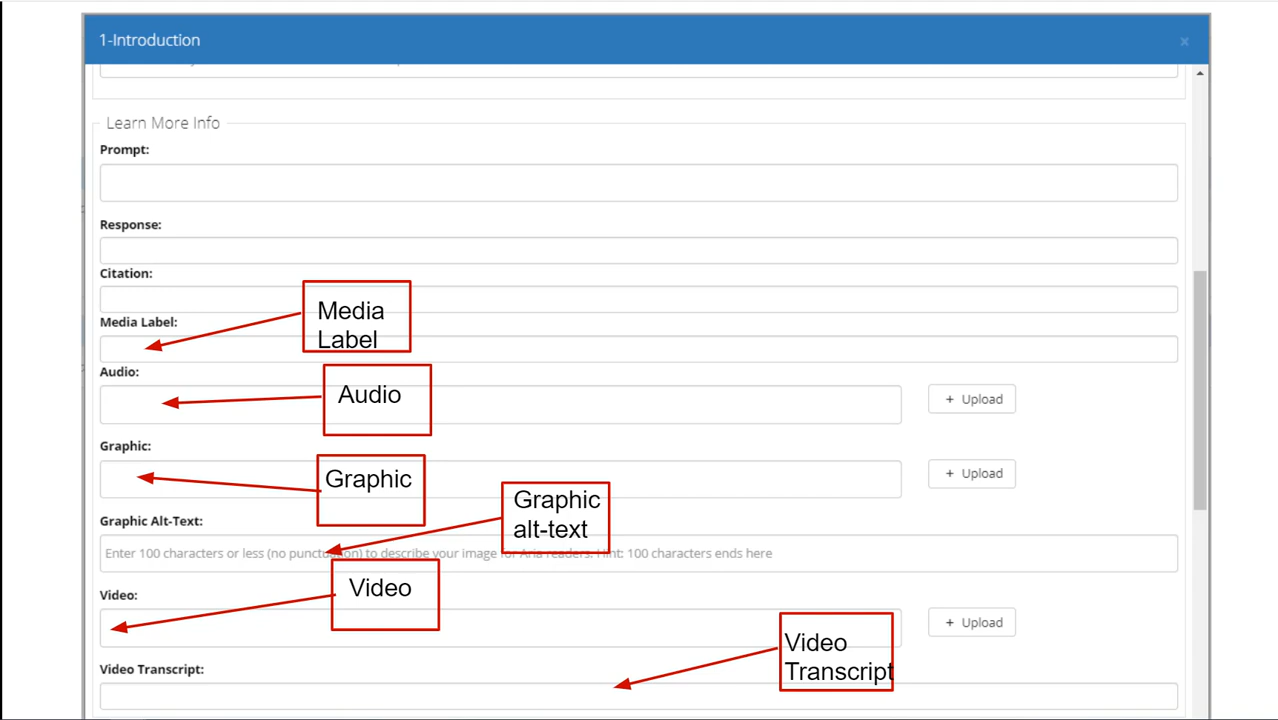 1-Introduction
×
Learn More Info
Prompt:
Response:
Citation:
Media Label:
Media
Label
Audio:
Audio
+ Upload
Graphic:
Graphic
+ Upload
Graphic Alt-Text:
Graphic
alt-text
Enter 100 characters or less (no punctuation) to describe your image for Aria readers. Hint: 100 characters ends here
Video:
Video
+ Upload
Video Transcript:
Video
Transcript